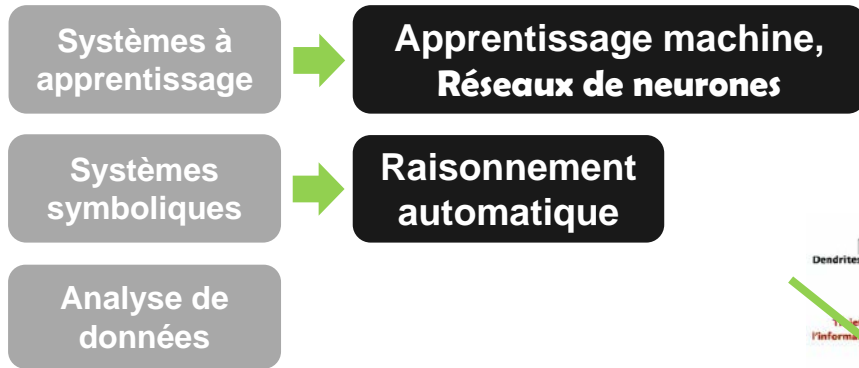 Systèmes à
apprentissage
Apprentissage machine,
Réseaux de neurones
Systèmes
symboliques
Raisonnement
automatique
Dendrites
Analyse de
données